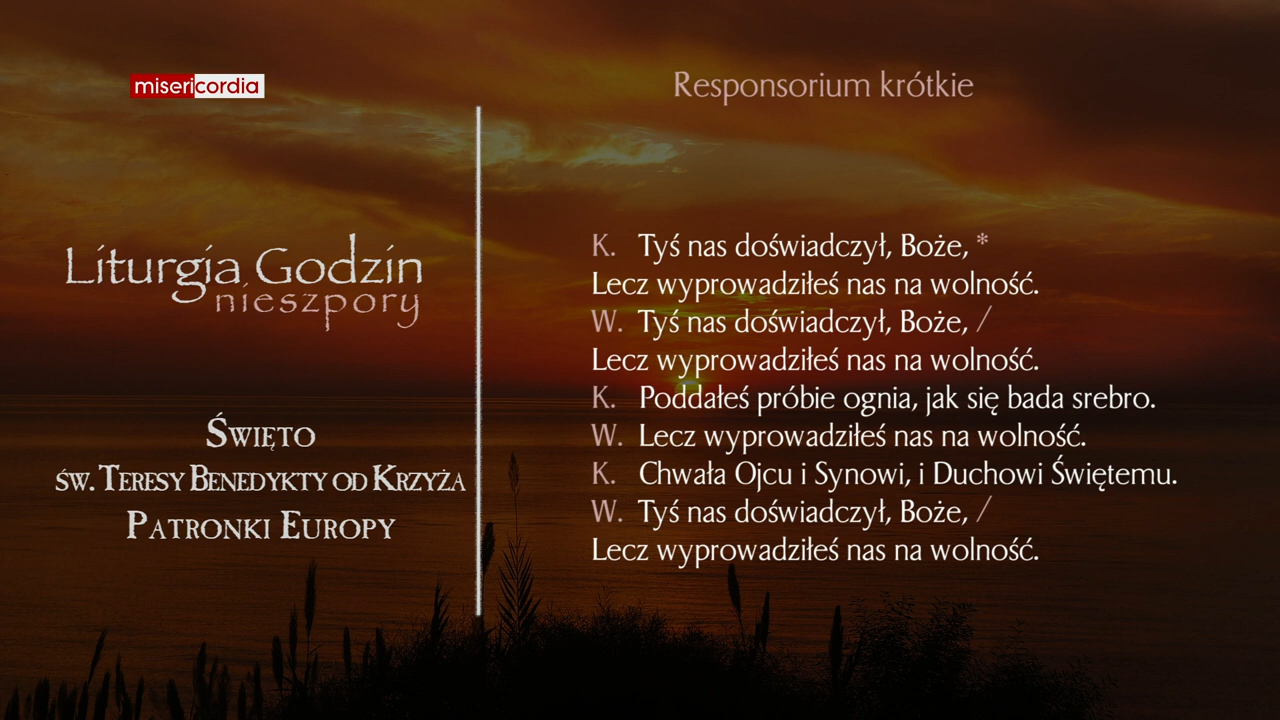 misericordia
Liturgia Godzin
nieszpory
Święto
św. Teresy Benedykty od Krzyża
Patronki Europy
Responsorium krótkie
K. Tyś nas doświadczył, Boże, *
Lecz wyprowadziłeś nas na wolność.
W. Tyś nas doświadczył, Boże, /
Lecz wyprowadziłeś nas na wolność.
K. Poddałeś próbie ognia, jak się bada srebro.
W. Lecz wyprowadziłeś nas na wolność.
K. Chwała Ojcu i Synowi, i Duchowi Świętemu.
W. Tyś nas doświadczył, Boże, /
Lecz wyprowadziłeś nas na wolność.